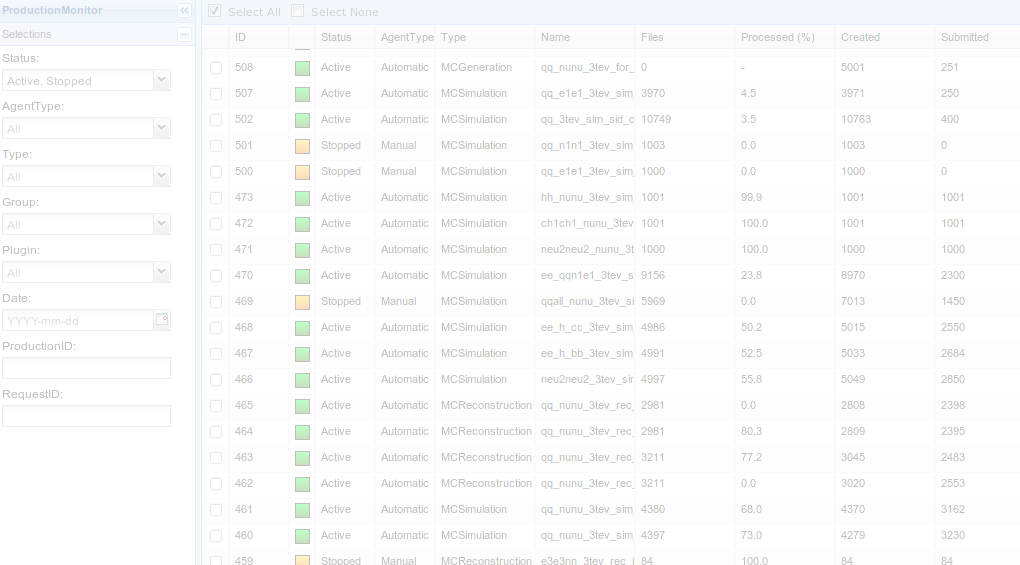 ProductionMonitor
Selections
Status:
Active, Stopped
AgentType:
All
Type:
All
Group:
All
Plugin:
All
Date:
YYYY-mm-dd
ProductionID:
RequestID:
Select All Select None
ID Status AgentType Type Name Files Processed (%) Created Submitted
508 Active Automatic MCGeneration qq_nunu_3tev_for_ 0 - 5001 251
507 Active Automatic MCSimulation qq_e1e1_3tev_sim_ 3970 4.5 3971 250
502 Active Automatic MCSimulation qq_3tev_sim_sid_c 10749 3.5 10763 400
501 Stopped Manual MCSimulation qq_n1n1_3tev_sim_ 1003 0.0 1003 0
500 Stopped Manual MCSimulation qq_e1e1_3tev_sim_ 1000 0.0 1000 0
473 Active Automatic MCSimulation hh_nunu_3tev_sim_ 1001 99.9 1001 1001
472 Active Automatic MCSimulation ch1ch1_nunu_3tev 1001 100.0 1001 1001
471 Active Automatic MCSimulation neu2neu2_nunu_3t 1000 100.0 1000 1000
470 Active Automatic MCSimulation ee_qqn1e1_3tev_s 9156 23.8 8970 2300
469 Stopped Manual MCSimulation qqall_nunu_3tev_si 5969 0.0 7013 1450
468 Active Automatic MCSimulation ee_h_cc_3tev_sim_ 4986 50.2 5015 2550
467 Active Automatic MCSimulation ee_h_bb_3tev_sim_ 4991 52.5 5033 2684
466 Active Automatic MCSimulation neu2neu2_3tev_sir 4997 55.8 5049 2850
465 Active Automatic MCReconstruction qq_nunu_3tev_rec_ 2981 0.0 2808 2398
464 Active Automatic MCReconstruction qq_nunu_3tev_rec_ 2981 80.3 2809 2395
463 Active Automatic MCReconstruction qq_nunu_3tev_rec_ 3211 77.2 3045 2483
462 Active Automatic MCReconstruction qq_nunu_3tev_rec_ 3211 0.0 3020 2553
461 Active Automatic MCSimulation qq_nunu_3tev_sim_ 4380 68.0 4370 3162
460 Active Automatic MCSimulation qq_nunu_3tev_sim_ 4397 73.0 4279 3230
459 Stopped Manual MCReconstruction e3e3nn_3tev_rec_i 84 100.0 84 84